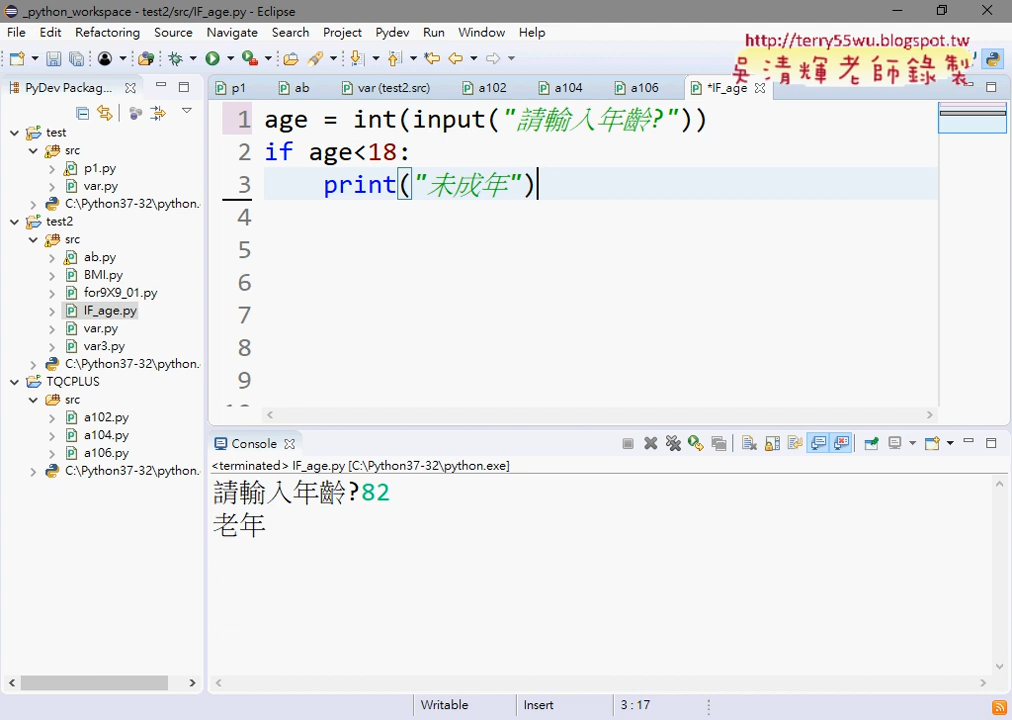 _python_workspace - test2/src/IF_age.py - Eclipse
File Edit Refactoring Source Navigate Search Project Pydev Run Window Help
http://terry55wu.blogspot.tw
吳清輝老師錄製
PyDev Packag...
p1 ab var (test2.src) a102 a104 a106 *IF_age
test
src
p1.py
var.py
C:\Python37-32\python.
test2
src
ab.py
BMI.py
for9X9_01.py
IF_age.py
var.py
var3.py
C:\Python37-32\python.
TQCPLUS
src
a102.py
a104.py
a106.py
C:\Python37-32\python.
1 age = int(input("請輸入年齡?"))
2 if age<18:
3 print("未成年")
4
5
6
7
8
9
Console
<terminated> IF_age.py [C:\Python37-32\python.exe]
請輸入年齡?82
老年
Writable Insert 3 : 17